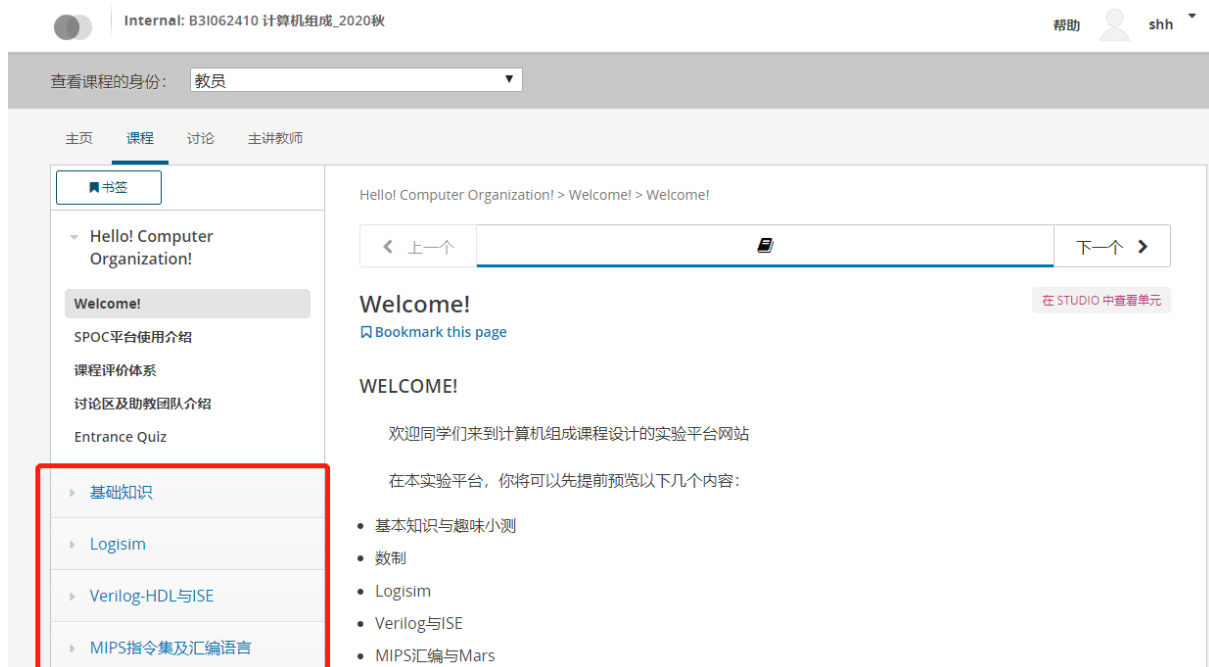 Internal: B3I062410 计算机组成_2020秋
帮助
shh
查看课程的身份：
教员
主页
课程
讨论
主讲教师
书签
Hello! Computer
Organization!
Welcome!
SPOC平台使用介绍
课程评价体系
讨论区及助教团队介绍
Entrance Quiz
基础知识
Logisim
Verilog-HDL与ISE
MIPS指令集及汇编语言
Hello! Computer Organization! > Welcome! > Welcome!
上一个
下一个
Welcome!
在 STUDIO 中查看单元
Bookmark this page
WELCOME!
欢迎同学们来到计算机组成课程设计的实验平台网站
在本实验平台，你将可以先提前预览以下几个内容：
• 基本知识与趣味小测
• 数制
• Logisim
• Verilog与ISE
• MIPS汇编与Mars